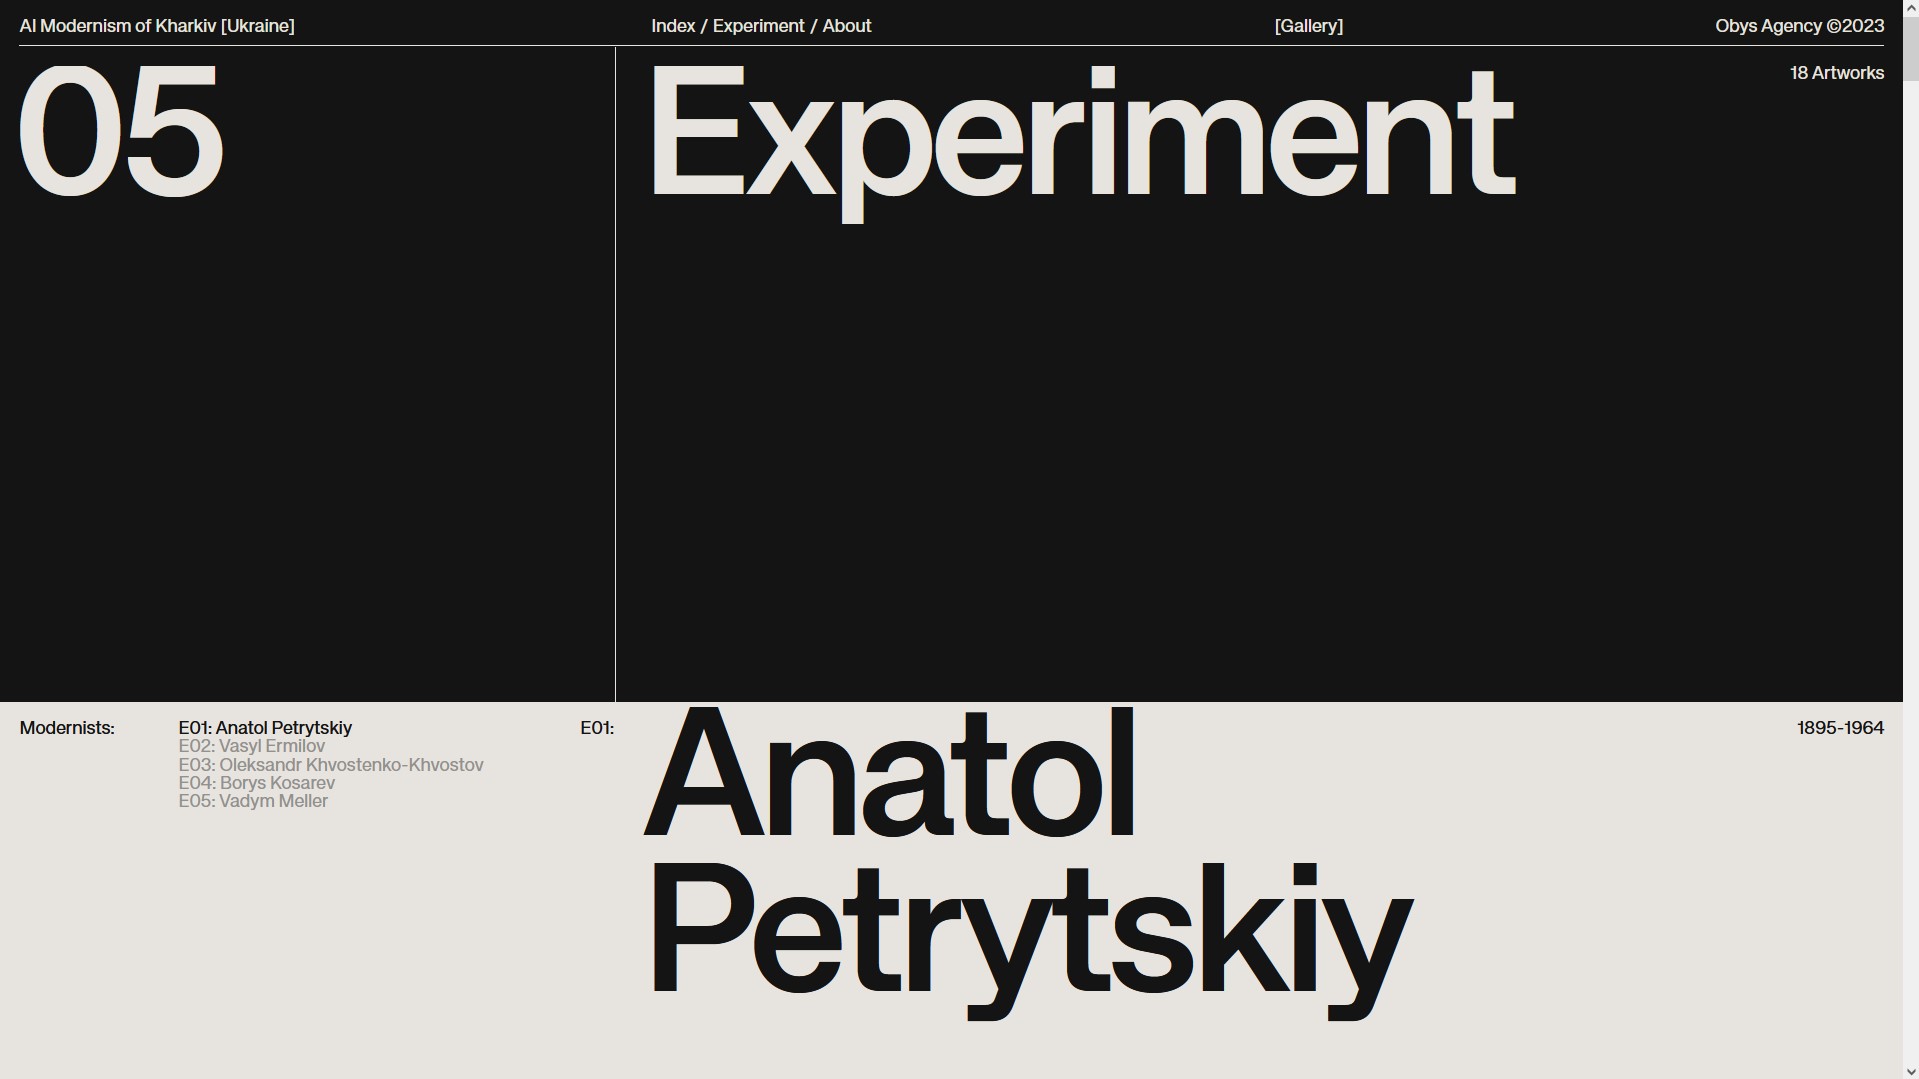 AI Modernism of Kharkiv [Ukraine]
Index / Experiment / About
[Gallery]
Obys Agency ©2023
05
Experiment
18 Artworks
Modernists:
E01: Anatol Petrytskiy
E02: Vasyl Ermilov
E03: Oleksandr Khvostenko-Khvostov
E04: Borys Kosarev
E05: Vadym Meller
E01:
Anatol
Petrytskiy
1895-1964